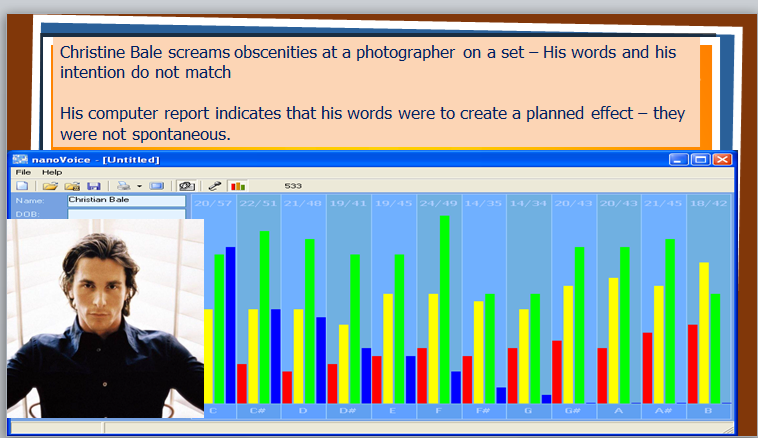 Christine Bale screams obscenities at a photographer on a set – His words and his
intention do not match
His computer report indicates that his words were to create a planned effect – they
were not spontaneous.
nanoVoice - [Untitled]
File Help
533
Name: Christian Bale
DOB:
20/57 22/51 21/48 19/41 19/45 24/49 14/35 14/34 20/43 20/43 21/45 18/42
C C# D D# E F F# G G# A A# B